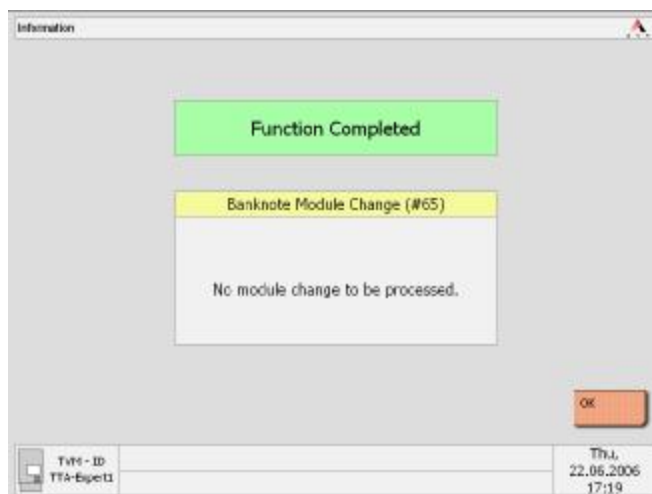 Information
Function Completed
Banknote Module Change (#65)
No module change to be processed.
OK
TVM - ID
TTA-Expert1
Thu,
22.06.2006
17:19